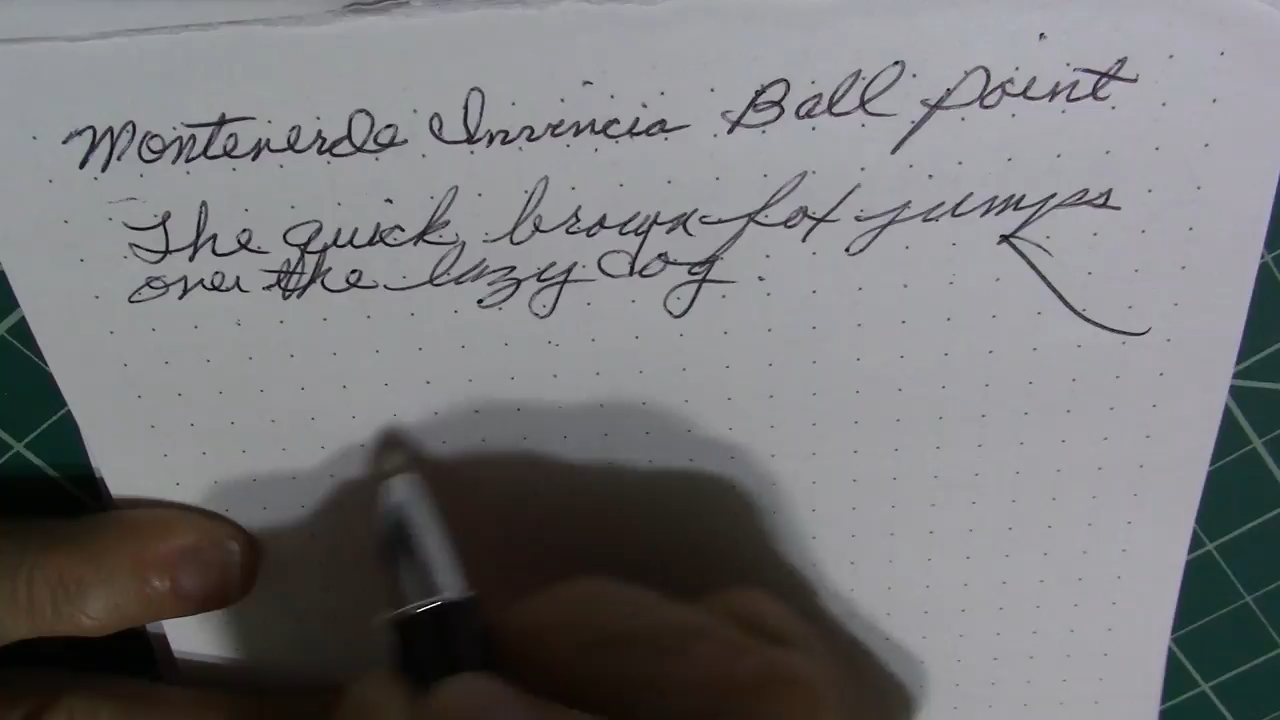 Monteverde Invincia Ball point
The quick brown fox jumps
over the lazy dog.